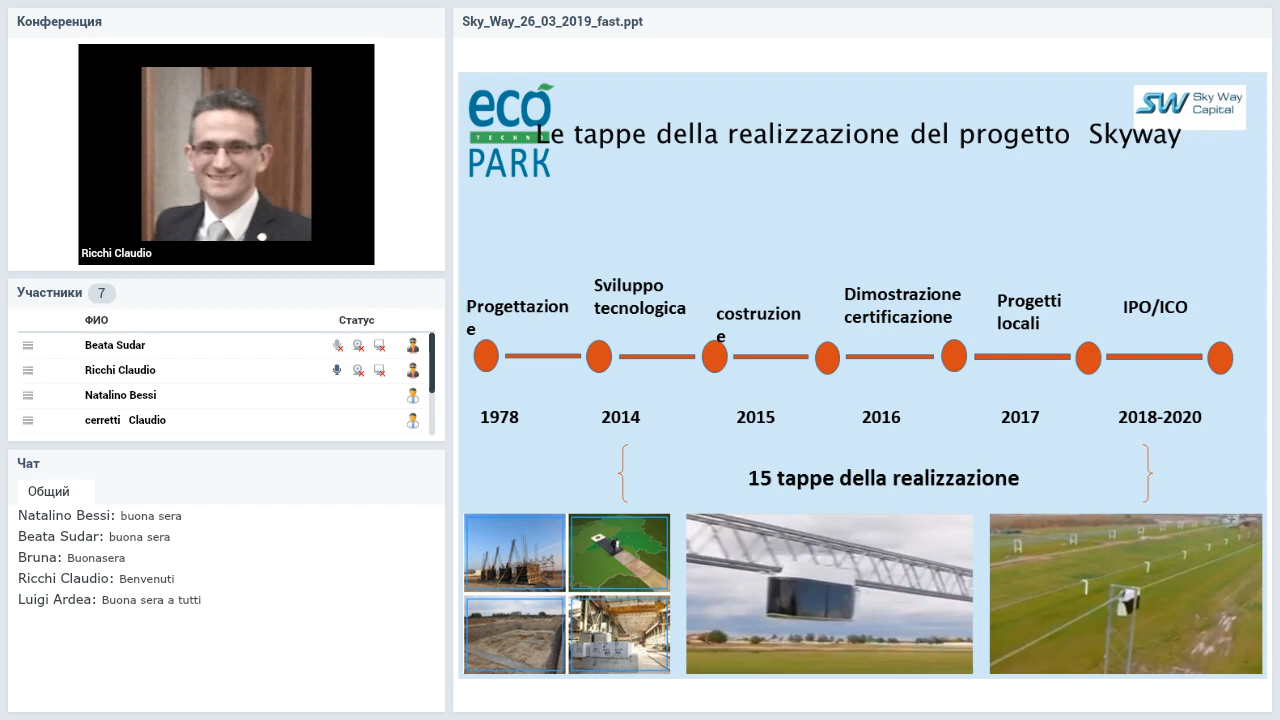 Конференция
Ricchi Claudio
Участники 7
ФИО Статус
Beata Sudar
Ricchi Claudio
Natalino Bessi
cerretti Claudio
Чат
Общий
Natalino Bessi: buona sera
Beata Sudar: buona sera
Bruna: Buonasera
Ricchi Claudio: Benvenuti
Luigi Ardea: Buona sera a tutti
Sky_Way_26_03_2019_fast.ppt
eco
TECHNO
PARK
SW Sky Way
Capital
Le tappe della realizzazione del progetto Skyway
Progettazion
e
Sviluppo
tecnologica
costruzion
e
Dimostrazione
certificazione
Progetti
locali
IPO/ICO
1978 2014 2015 2016 2017 2018-2020
15 tappe della realizzazione